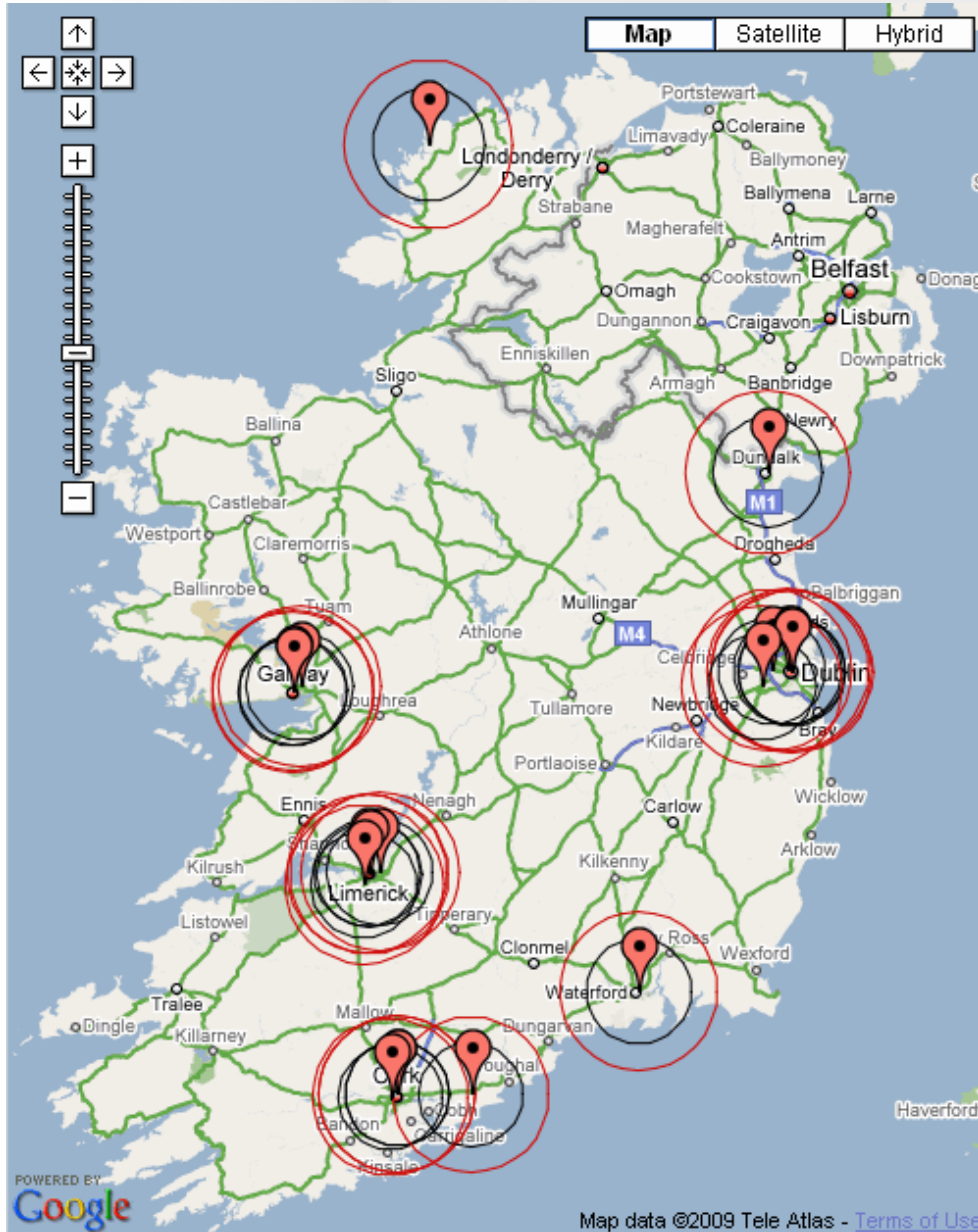 Map
Satellite
Hybrid
Portstewart
Coleraine
Limavady
Londonderry /
Derry
Ballymoney
Ballymena
Larne
Strabane
Magherafelt
Antrim
Belfast
Cookstown
Omagh
Lisburn
Dungannon
Craigavon
Enniskillen
Downpatrick
Armagh
Banbridge
Sligo
Newry
Ballina
M1
Castlebar
Westport
Claremorris
Drogheda
Ballinrobe
Balbriggan
Tuam
Mullingar
M4
Athlone
Celbridge
Dublin
Loughrea
Tullamore
Newbridge
Bray
Kildare
Portlaoise
Wicklow
Ennis
Nenagh
Carlow
Arklow
Kilrush
Kilkenny
Limerick
Listowel
Tipperary
Clonmel
Wexford
Waterford
Tralee
Mallow
Dingle
Dungarvan
Killarney
Cobh
Bandon
Carrigaline
Kinsale
Haverford
POWERED BY
Google
Map data ©2009 Tele Atlas - Terms of Use